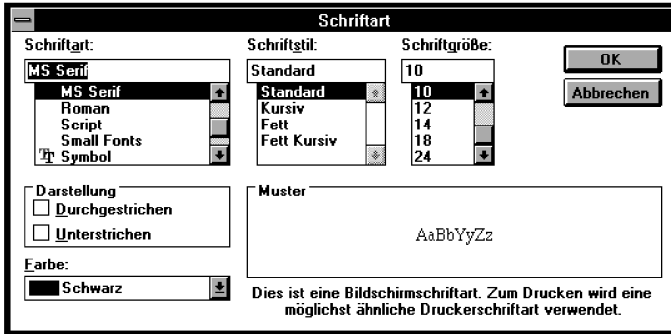 Schriftart
Schriftart:
MS Serif
MS Serif
Roman
Script
Small Fonts
Symbol
Schriftstil:
Standard
Standard
Kursiv
Fett
Fett Kursiv
Schriftgröße:
10
10
12
14
18
24
OK
Abbrechen
Darstellung
Durchgestrichen
Unterstrichen
Farbe:
Schwarz
Muster
AaBbYyZz
Dies ist eine Bildschirmschriftart. Zum Drucken wird eine
möglichst ähnliche Druckerschriftart verwendet.